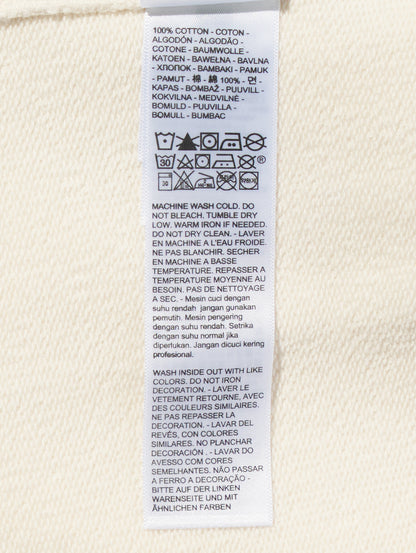 100% COTTON - COTON -
ALGODÓN - ALGODÃO -
COTONE - BAUMWOLLE -
KATOEN - BAWEŁNA - BAVLNA
- ХЛОПОК - BAMBAKI - PAMUK
- PAMUT - 棉 - 綿 100% - 면 -
KAPAS - BOMBAŽ - PUUVILL -
KOKVILNA - MEDVILNĖ -
BOMULD - PUUVILLA -
BOMULL - BUMBAC
30
MACHINE WASH COLD. DO
NOT BLEACH. TUMBLE DRY
LOW. WARM IRON IF NEEDED.
DO NOT DRY CLEAN. - LAVER
EN MACHINE A L'EAU FROIDE.
NE PAS BLANCHIR. SECHER
EN MACHINE A BASSE
TEMPERATURE. REPASSER A
TEMPERATURE MOYENNE AU
BESOIN. PAS DE NETTOYAGE
A SEC. - Mesin cuci dengan
suhu rendah jangan gunakan
pemutih. Mesin pengering
dengan suhu rendah. Setrika
dengan suhu normal jika
diperlukan. Jangan dicuci kering
profesional.
WASH INSIDE OUT WITH LIKE
COLORS. DO NOT IRON
DECORATION. - LAVER LE
VETEMENT RETOURNE, AVEC
DES COULEURS SIMILAIRES.
NE PAS REPASSER LA
DECORATION. - LAVAR DEL
REVÉS, CON COLORES
SIMILARES. NO PLANCHAR
DECORACIÓN . - LAVAR DO
AVESSO COM CORES
SEMELHANTES. NÃO PASSAR
A FERRO A DECORAÇÃO -
BITTE AUF DER LINKEN
WARENSEITE UND MIT
ÄHNLICHEN FARBEN